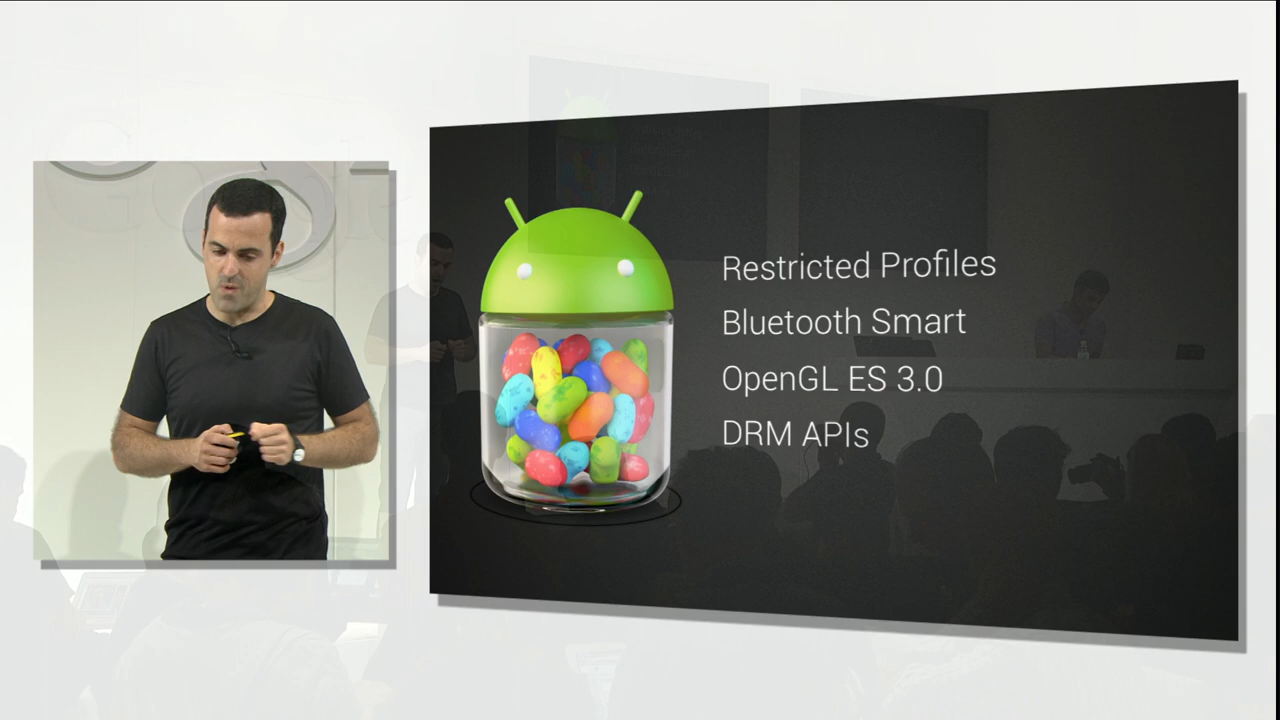 Restricted Profiles
Bluetooth Smart
OpenGL ES 3.0
DRM APIs